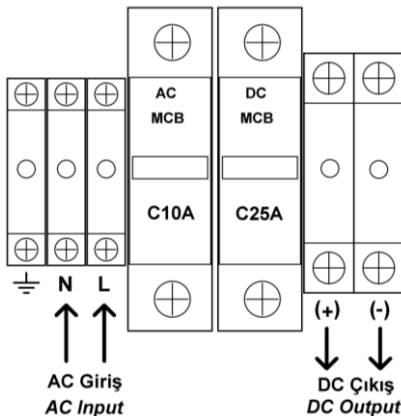 AC
MCB
C10A
DC
MCB
C25A
N
L
(+)
(-)
AC Giriş
AC Input
DC Çıkış
DC Output